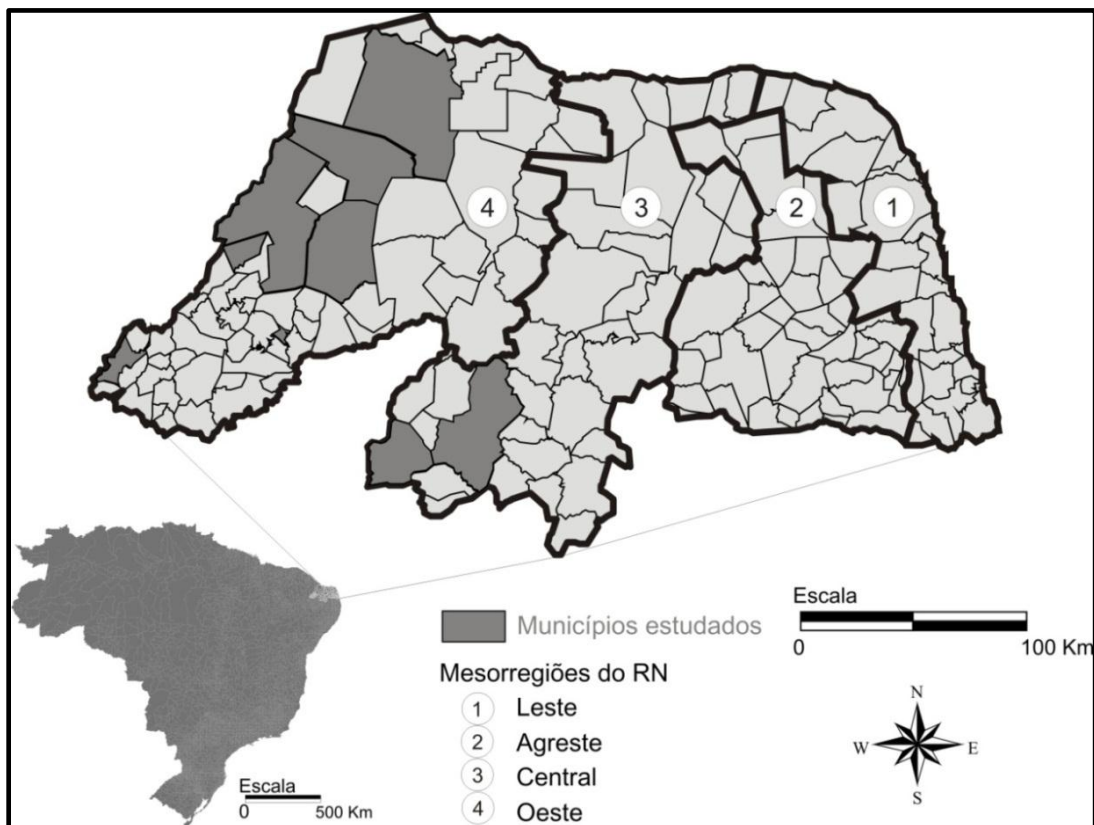 4
3
2
1
Municípios estudados
Mesorregiões do RN
1 Leste
2 Agreste
3 Central
4 Oeste
Escala
0 100 Km
N
W E
S
Escala
0 500 Km